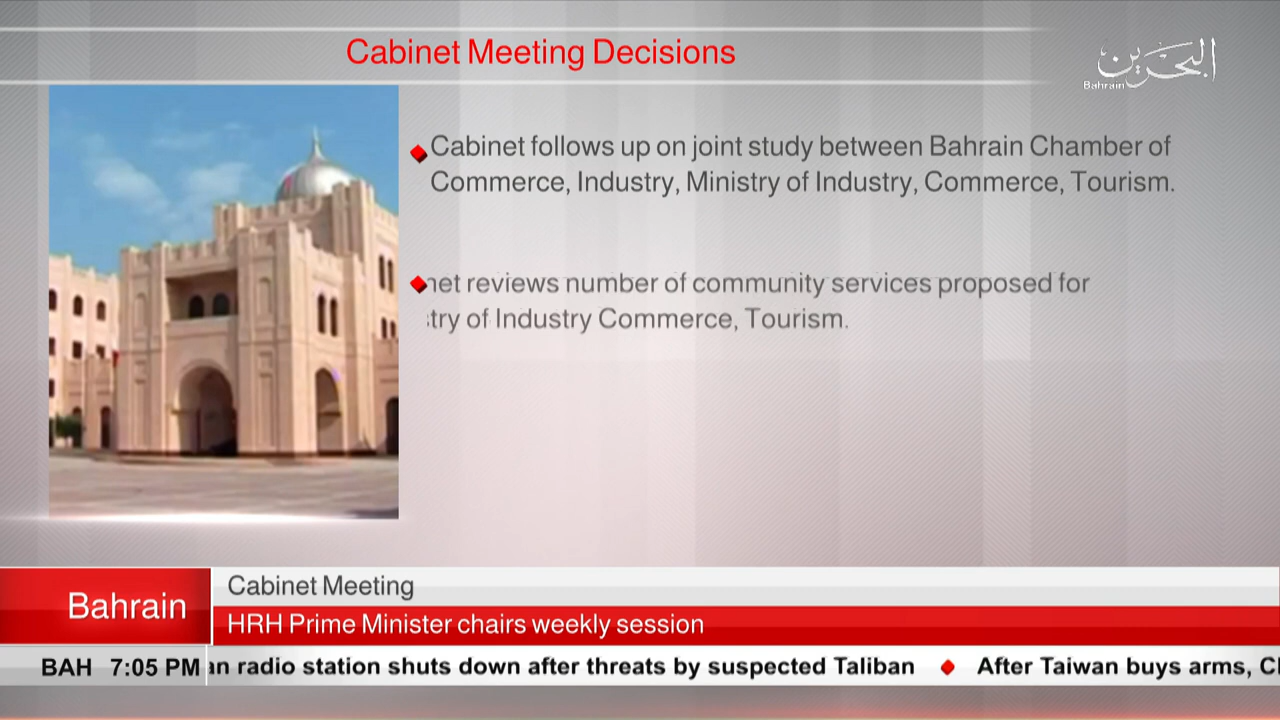 Cabinet Meeting Decisions
البحرين
Bahrain
Cabinet follows up on joint study between Bahrain Chamber of
Commerce, Industry, Ministry of Industry, Commerce, Tourism.
net reviews number of community services proposed for
try of Industry Commerce, Tourism.
Bahrain
Cabinet Meeting
HRH Prime Minister chairs weekly session
BAH 7:05 PM
an radio station shuts down after threats by suspected Taliban
After Taiwan buys arms,